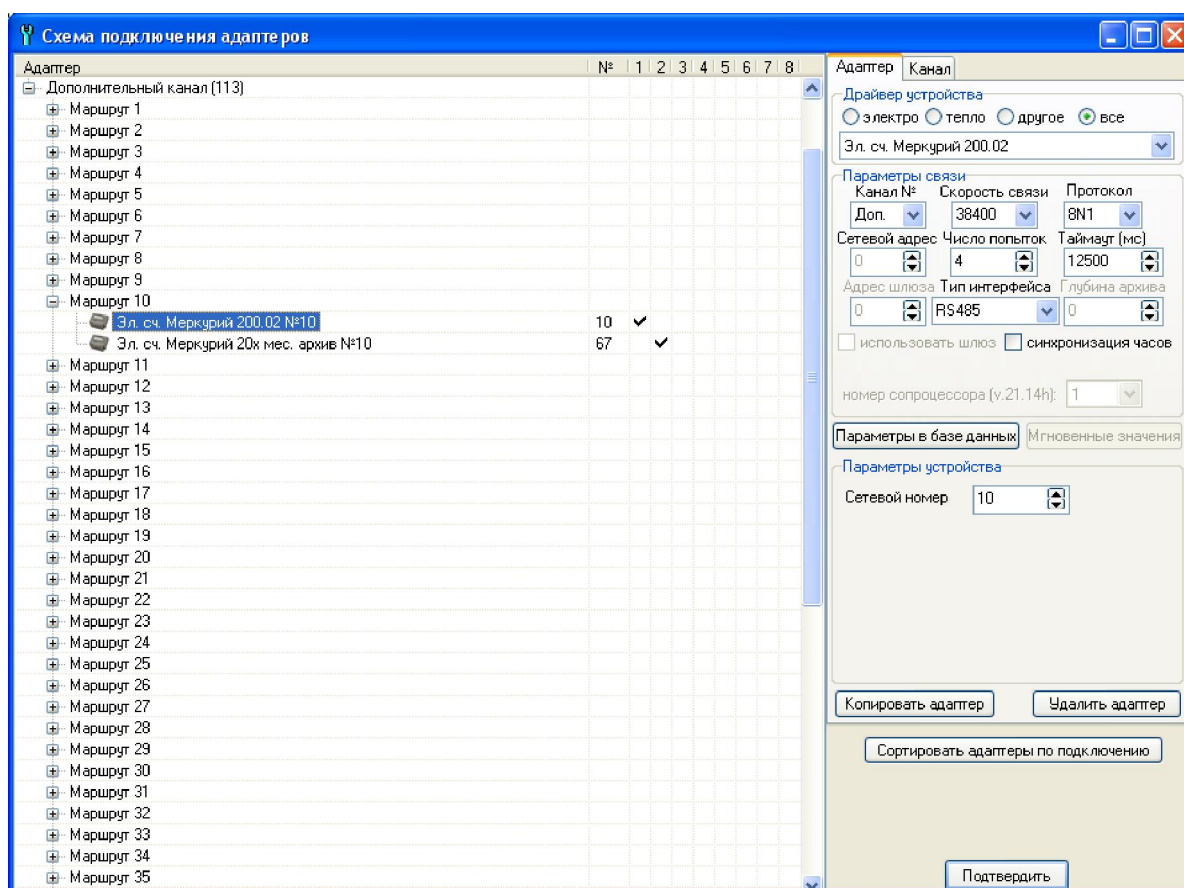 Схема подключения адаптеров
Адаптер № 1 2 3 4 5 6 7 8
Дополнительный канал (113)
Маршрут 1
Маршрут 2
Маршрут 3
Маршрут 4
Маршрут 5
Маршрут 6
Маршрут 7
Маршрут 8
Маршрут 9
Маршрут 10
Эл. сч. Меркурий 200.02 №10 10
Эл. сч. Меркурий 20х мес. архив №10 67
Маршрут 11
Маршрут 12
Маршрут 13
Маршрут 14
Маршрут 15
Маршрут 16
Маршрут 17
Маршрут 18
Маршрут 19
Маршрут 20
Маршрут 21
Маршрут 22
Маршрут 23
Маршрут 24
Маршрут 25
Маршрут 26
Маршрут 27
Маршрут 28
Маршрут 29
Маршрут 30
Маршрут 31
Маршрут 32
Маршрут 33
Маршрут 34
Маршрут 35
Адаптер Канал
Драйвер устройства
электро тепло другое все
Эл. сч. Меркурий 200.02
Параметры связи
Канал № Скорость связи Протокол
Доп. 38400 8N1
Сетевой адрес Число попыток Таймаут (мс)
0 4 12500
Адрес шлюза Тип интерфейса Глубина архива
0 RS485 0
использовать шлюз синхронизация часов
номер сопроцессора (v.21.14h): 1
Параметры в базе данных Мгновенные значения
Параметры устройства
Сетевой номер 10
Копировать адаптер Удалить адаптер
Сортировать адаптеры по подключению
Подтвердить